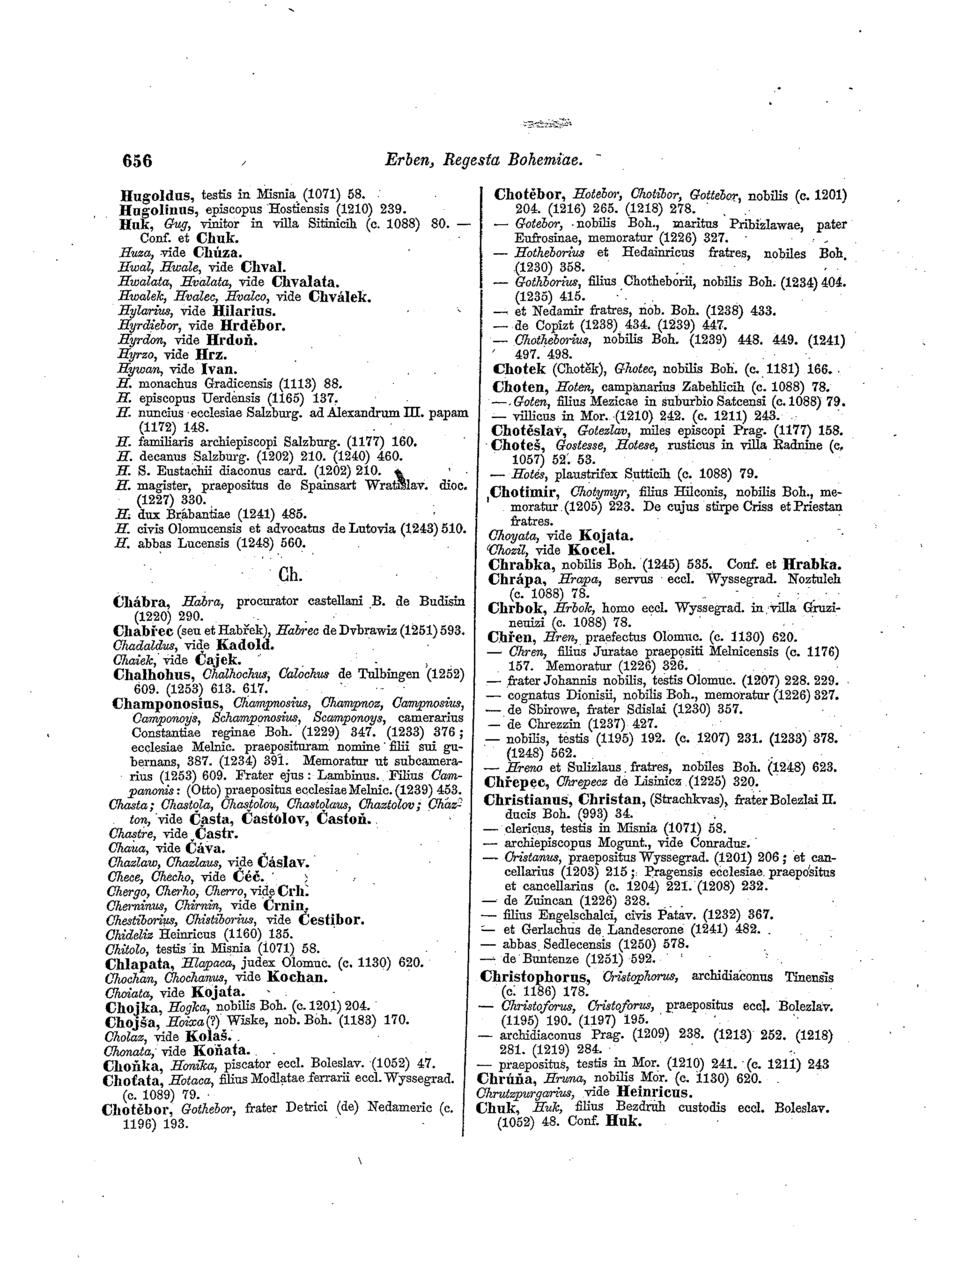 656
Erben, Regesta Bohemiae.
Hugoldus, testis in Misnia (1071) 58.
Hugolinus, episcopus Hostiensis (1210) 239.
Huk, Gug, vinitor in villa Sitinicih (c. 1088) 80. —
Conf. et Chuk.
Huza, vide Chúza.
Hwal, Hwale, vide Chval.
Hwalata, Hvalata, vide Chvalata.
Hwalek, Hvalec, Hvalco, vide Chválek.
Hylarius, vide Hilarius.
Hyrdiebor, vide Hrdébor.
Hyrdon, vide Hrdoň.
Hyrzo, vide Hrz.
Hywan, vide Ivan.
H. monachus Gradicensis (1113) 88.
H. episcopus Uerdensis (1165) 137.
H. nuncius ecclesiae Salzburg. ad Alexandrum III. papam
(1172) 148.
H. familiaris archiepiscopi Salzburg. (1177) 160.
H. decanus Salzburg. (1202) 210. (1240) 460.
H. S. Eustachii diaconus card. (1202) 210.
H. magister, praepositus de Spainsart Wratislav. dioc.
(1227) 330.
H. dux Brabantiae (1241) 485.
H. civis Olomucensis et advocatus de Lutovia (1243) 510.
H. abbas Lucensis (1248) 560.
Ch.
Chábra, Habra, procurator castellani B. de Budisin
(1220) 290.
Chabřec (seu et Habřek), Habrec de Dvbrawiz (1251) 593.
Chadaldus, vide Kadold.
Chaiek, vide Čajek.
Chalhohus, Chalhochus, Calochus de Tulbingen (1252)
609. (1253) 613. 617.
Champonosius, Champnosius, Champnoz, Campnosius,
Camponoys, Schamponosius, Scamponoys, camerarius
Constantiae reginae Boh. (1229) 347. (1233) 376;
ecclesiae Melnic. praeposituram nomine filii sui gu-
bernans, 387. (1234) 391. Memoratur ut subcamera-
rius (1253) 609. Frater ejus: Lambinus. Filius Cam-
panonis: (Otto) praepositus ecclesiae Melnic. (1239) 453.
Chasta; Chastola, Chastolou, Chastolaus, Chaztolov; Cház-
ton, vide Časta, Častolov, Častoň.
Chastre, vide Častr.
Chaua, vide Čáva.
Chazlaw, Chazlaus, vide Čáslav.
Chece, Checho, vide Čéč.
Chergo, Cherho, Cherro, vide Crh.
Cherninus, Chirnin, vide Črnin.
Chestiborius, Chistiborius, vide Čestibor.
Chideliz Heinricus (1160) 135.
Chitolo, testis in Misnia (1071) 58.
Chlapata, Hlapaca, judex Olomuc. (c. 1130) 620.
Chochan, Chochanus, vide Kochan.
Choiata, vide Kojata.
Chojka, Hogka, nobilis Boh. (c. 1201) 204.
Chojša, Hoixa (?) Wiske, nob. Boh. (1183) 170.
Cholaz, vide Kolaš.
Chonata, vide Koňata.
Choňka, Honika, piscator eccl. Boleslav. (1052) 47.
Choťata, Hotaca, filius Modlatae ferrarii eccl. Wyssegrad.
(c. 1089) 79.
Chotěbor, Gothebor, frater Detrici (de) Nedameric (c.
1196) 193.
Chotěbor, Hotebor, Chotibor, Gottebor, nobilis (c. 1201)
204. (1216) 265. (1218) 278.
— Gotebor, nobilis Boh., maritus Pribizlawae, pater
Eufrosinae, memoratur (1226) 327.
— Hotheborius et Hedainricus fratres, nobiles Boh.
(1230) 358.
— Gothborius, filius Chotheborii, nobilis Boh. (1234) 404.
(1235) 415.
— et Nedamir fratres, nob. Boh. (1238) 433.
— de Copizt (1238) 434. (1239) 447.
— Chotheborius, nobilis Boh. (1239) 448. 449. (1241)
497. 498.
Chotek (Chotěk), Ghotec, nobilis Boh. (c. 1181) 166.
Choten, Hoten, campanarius Zabehlicih (c. 1088) 78.
— Goten, filius Mezicae in suburbio Satcensi (c. 1088) 79.
— villicus in Mor. (1210) 242. (c. 1211) 243.
Chotěslav, Gotezlav, miles episcopi Prag. (1177) 158.
Choteš, Gostesse, Hotese, rusticus in villa Radnine (c.
1057) 52. 53.
— Hotés, plaustrifex Sutticih (c. 1088) 79.
Chotimir, Chotymyr, filius Hilconis, nobilis Boh., me-
moratur (1205) 223. De cujus stirpe Criss et Priestan
fratres.
Choyata, vide Kojata.
Chozil, vide Kocel.
Chrabka, nobilis Boh. (1245) 535. Conf. et Hrabka.
Chrápa, Hrapa, servus eccl. Wyssegrad. Noztuleh
(c. 1088) 78.
Chrbok, Hrbok, homo eccl. Wyssegrad. in villa Gruzi-
neuizi (c. 1088) 78.
Chřen, Hren, praefectus Olomuc. (c. 1130) 620.
— Chren, filius Juratae praepositi Melnicensis (c. 1176)
157. Memoratur (1226) 326.
— frater Johannis nobilis, testis Olomuc. (1207) 228. 229.
— cognatus Dionisii, nobilis Boh., memoratur (1226) 327.
— de Sbirowe, frater Sdislai (1230) 357.
— de Chrezzin (1237) 427.
— nobilis, testis (1195) 192. (c. 1207) 231. (1233) 378.
(1248) 562.
— Hreno et Sulizlaus fratres, nobiles Boh. (1248) 623.
Chřepec, Chrepecz de Lisinicz (1225) 320.
Christianus, Christan, (Strachkvas), frater Bolezlai II.
ducis Boh. (993) 34.
— clericus, testis in Misnia (1071) 58.
— archiepiscopus Mogunt., vide Conradus.
— Cristanus, praepositus Wyssegrad. (1201) 206; et can-
cellarius (1203) 215; Pragensis ecclesiae praepositus
et cancellarius (c. 1204) 221. (1208) 232.
— de Zuincan (1226) 328.
— filius Engelschalci, civis Patav. (1232) 367.
— et Gerlachus de Landescrone (1241) 482.
— abbas Sedlecensis (1250) 578.
— de Buntenze (1251) 592.
Christophorus, Cristophorus, archidiaconus Tinensis
(c. 1186) 178.
— Christoforus, Cristoforus, praepositus eccl. Bolezlav.
(1195) 190. (1197) 195.
— archidiaconus Prag. (1209) 238. (1213) 252. (1218)
281. (1219) 284.
— praepositus, testis in Mor. (1210) 241. (c. 1211) 243
Chrúňa, Hruna, nobilis Mor. (c. 1130) 620.
Chrutzpurgarius, vide Heinricus.
Chuk, Huk, filius Bezdruh custodis eccl. Boleslav.
(1052) 48. Conf. Huk.